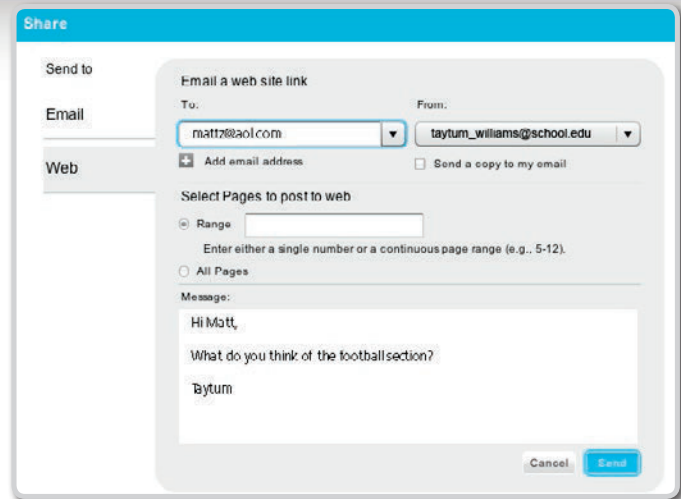 Share
Send to
Email
Web
Email a web site link
To:
From:
mattz@aol.com
taytum_williams@school.edu
Add email address
Send a copy to my email
Select Pages to post to web
Range
Enter either a single number or a continuous page range (e.g., 5-12).
All Pages
Message:
Hi Matt,
What do you think of the football section?
Taytum
Cancel
Send